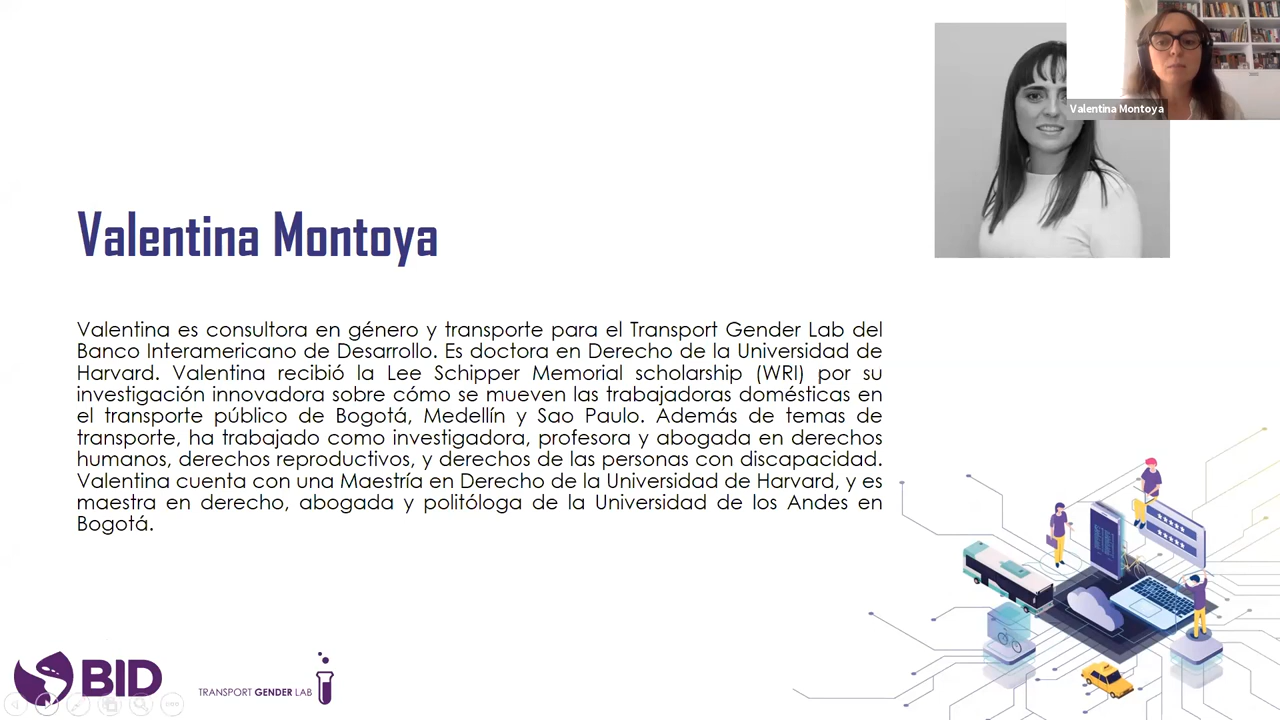 Valentina Montoya
Valentina Montoya
Valentina es consultora en género y transporte para el Transport Gender Lab del
Banco Interamericano de Desarrollo. Es doctora en Derecho de la Universidad de
Harvard. Valentina recibió la Lee Schipper Memorial scholarship (WRI) por su
investigación innovadora sobre cómo se mueven las trabajadoras domésticas en
el transporte público de Bogotá, Medellín y Sao Paulo. Además de temas de
transporte, ha trabajado como investigadora, profesora y abogada en derechos
humanos, derechos reproductivos, y derechos de las personas con discapacidad.
Valentina cuenta con una Maestría en Derecho de la Universidad de Harvard, y es
maestra en derecho, abogada y politóloga de la Universidad de los Andes en
Bogotá.
BID
TRANSPORT GENDER LAB